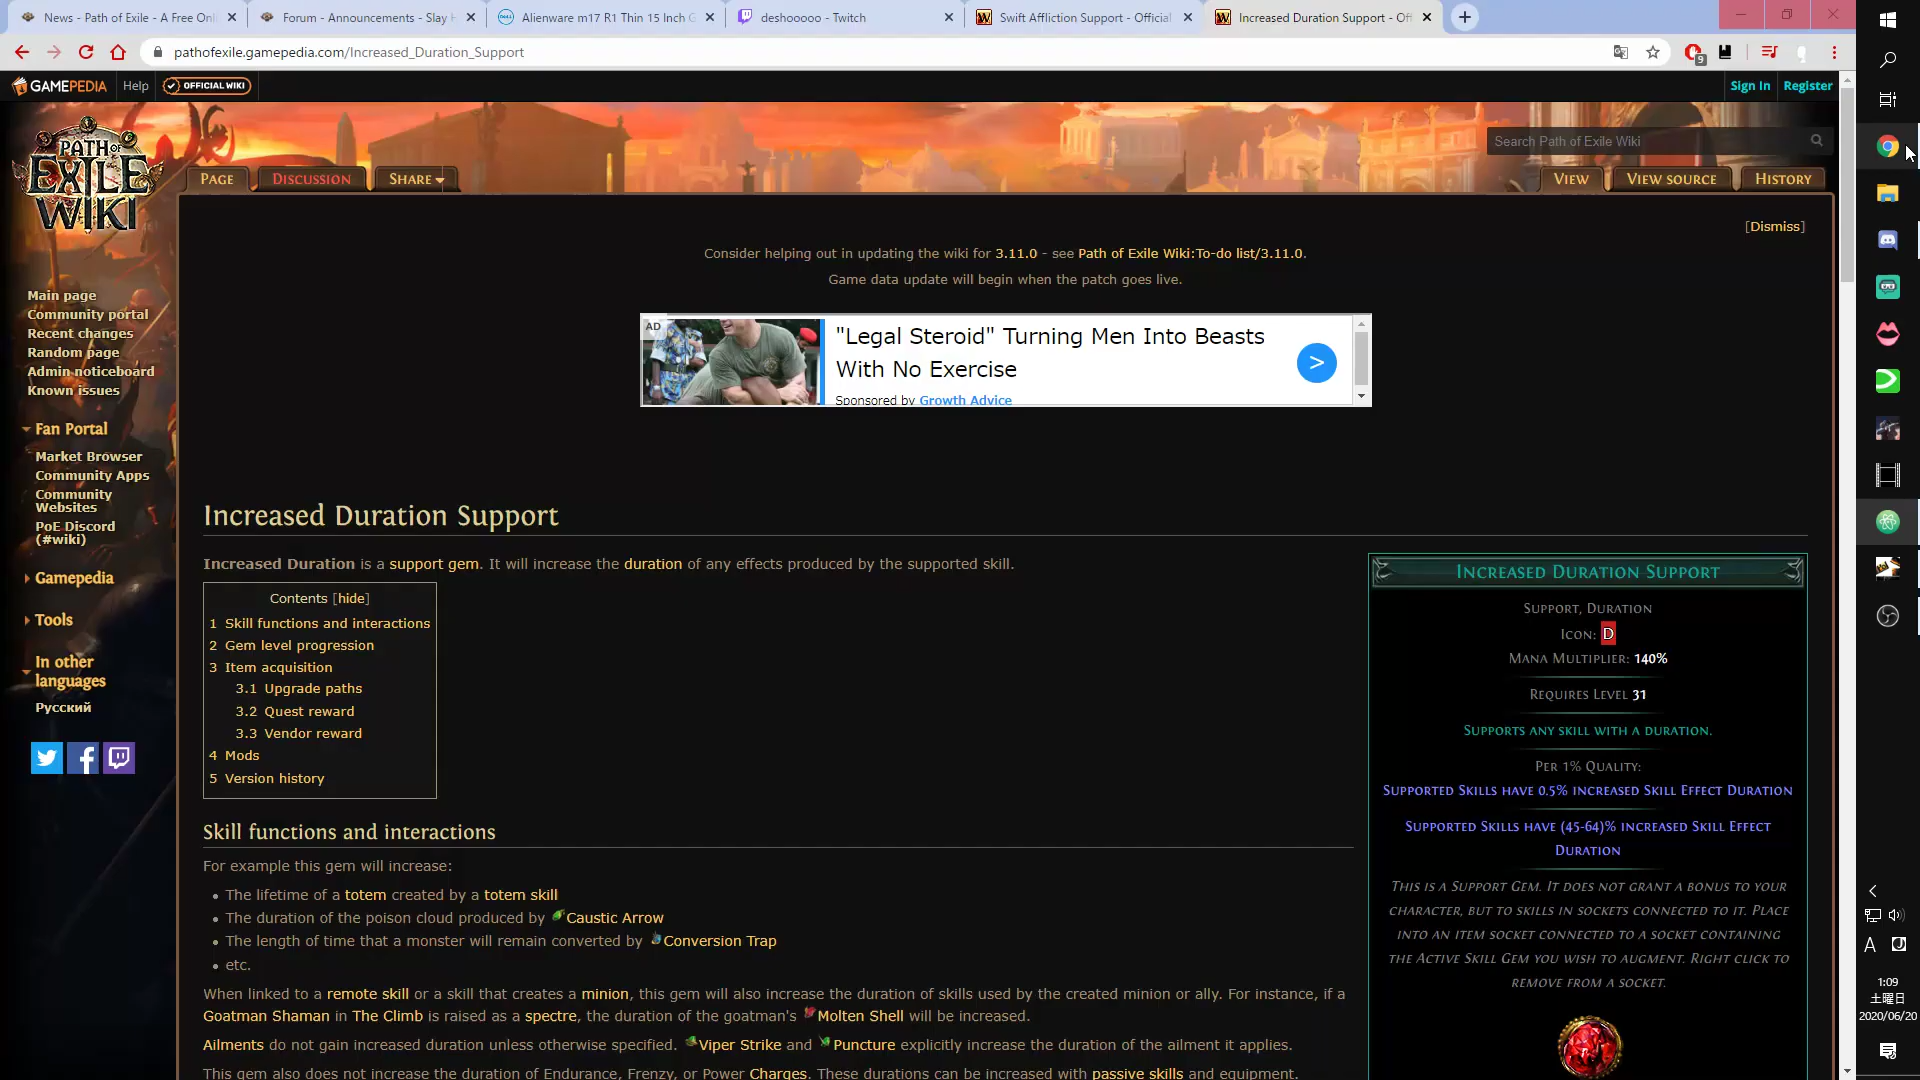 News - Path of Exile - A Free Onl
Forum - Announcements - Slay H
Alienware m17 R1 Thin 15 Inch G
deshooooo - Twitch
Swift Affliction Support - Official
Increased Duration Support - Off
pathofexile.gamepedia.com/Increased_Duration_Support
9
GAMEPEDIA
Help
OFFICIAL WIKI
Sign In
Register
PATH OF
EXILE
WIKI
PAGE
DISCUSSION
SHARE
Search Path of Exile Wiki
VIEW
VIEW SOURCE
HISTORY
[Dismiss]
Consider helping out in updating the wiki for 3.11.0 - see Path of Exile Wiki:To-do list/3.11.0.
Game data update will begin when the patch goes live.
AD
"Legal Steroid" Turning Men Into Beasts
With No Exercise
Sponsored by Growth Advice
>
Main page
Community portal
Recent changes
Random page
Admin noticeboard
Known issues
Fan Portal
Market Browser
Community Apps
Community
Websites
PoE Discord
(#wiki)
Gamepedia
Tools
In other
languages
Русский
Increased Duration Support
Increased Duration is a support gem. It will increase the duration of any effects produced by the supported skill.
Contents [hide]
1 Skill functions and interactions
2 Gem level progression
3 Item acquisition
3.1 Upgrade paths
3.2 Quest reward
3.3 Vendor reward
4 Mods
5 Version history
Skill functions and interactions
For example this gem will increase:
• The lifetime of a totem created by a totem skill
• The duration of the poison cloud produced by Caustic Arrow
• The length of time that a monster will remain converted by Conversion Trap
• etc.
When linked to a remote skill or a skill that creates a minion, this gem will also increase the duration of skills used by the created minion or ally. For instance, if a
Goatman Shaman in The Climb is raised as a spectre, the duration of the goatman's Molten Shell will be increased.
Ailments do not gain increased duration unless otherwise specified. Viper Strike and Puncture explicitly increase the duration of the ailment it applies.
This gem also does not increase the duration of Endurance, Frenzy, or Power Charges. These durations can be increased with passive skills and equipment.
INCREASED DURATION SUPPORT
SUPPORT, DURATION
ICON: D
MANA MULTIPLIER: 140%
REQUIRES LEVEL 31
SUPPORTS ANY SKILL WITH A DURATION.
PER 1% QUALITY:
SUPPORTED SKILLS HAVE 0.5% INCREASED SKILL EFFECT DURATION
SUPPORTED SKILLS HAVE (45-64)% INCREASED SKILL EFFECT
DURATION
THIS IS A SUPPORT GEM. IT DOES NOT GRANT A BONUS TO YOUR
CHARACTER, BUT TO SKILLS IN SOCKETS CONNECTED TO IT. PLACE
INTO AN ITEM SOCKET CONNECTED TO A SOCKET CONTAINING
THE ACTIVE SKILL GEM YOU WISH TO AUGMENT. RIGHT CLICK TO
REMOVE FROM A SOCKET.
A
1:09
土曜日
2020/06/20